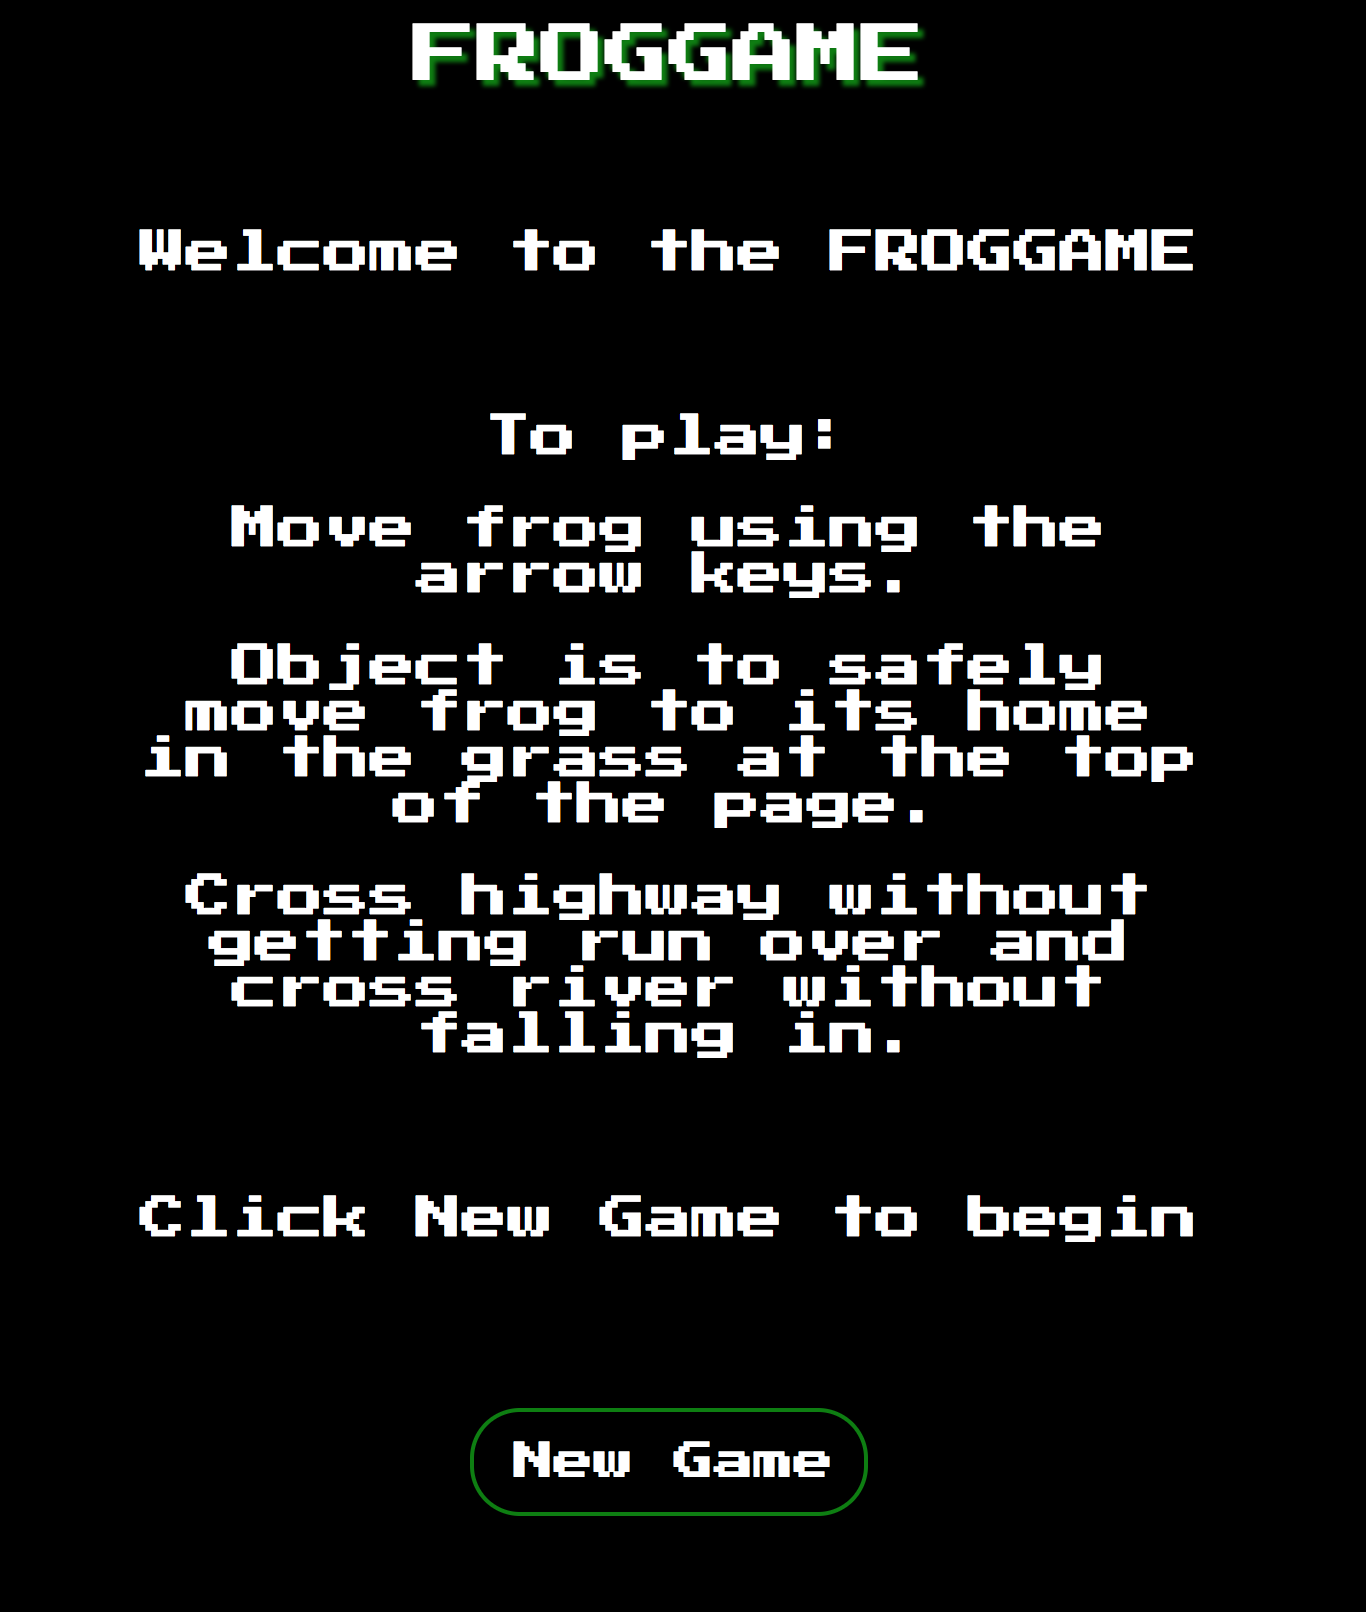 FROGGAME
Welcome to the FROGGAME
To play:
Move frog using the
arrow keys.
Object is to safely
move frog to its home
in the grass at the top
of the page.
Cross highway without
getting run over and
cross river without
falling in.
Click New Game to begin
New Game